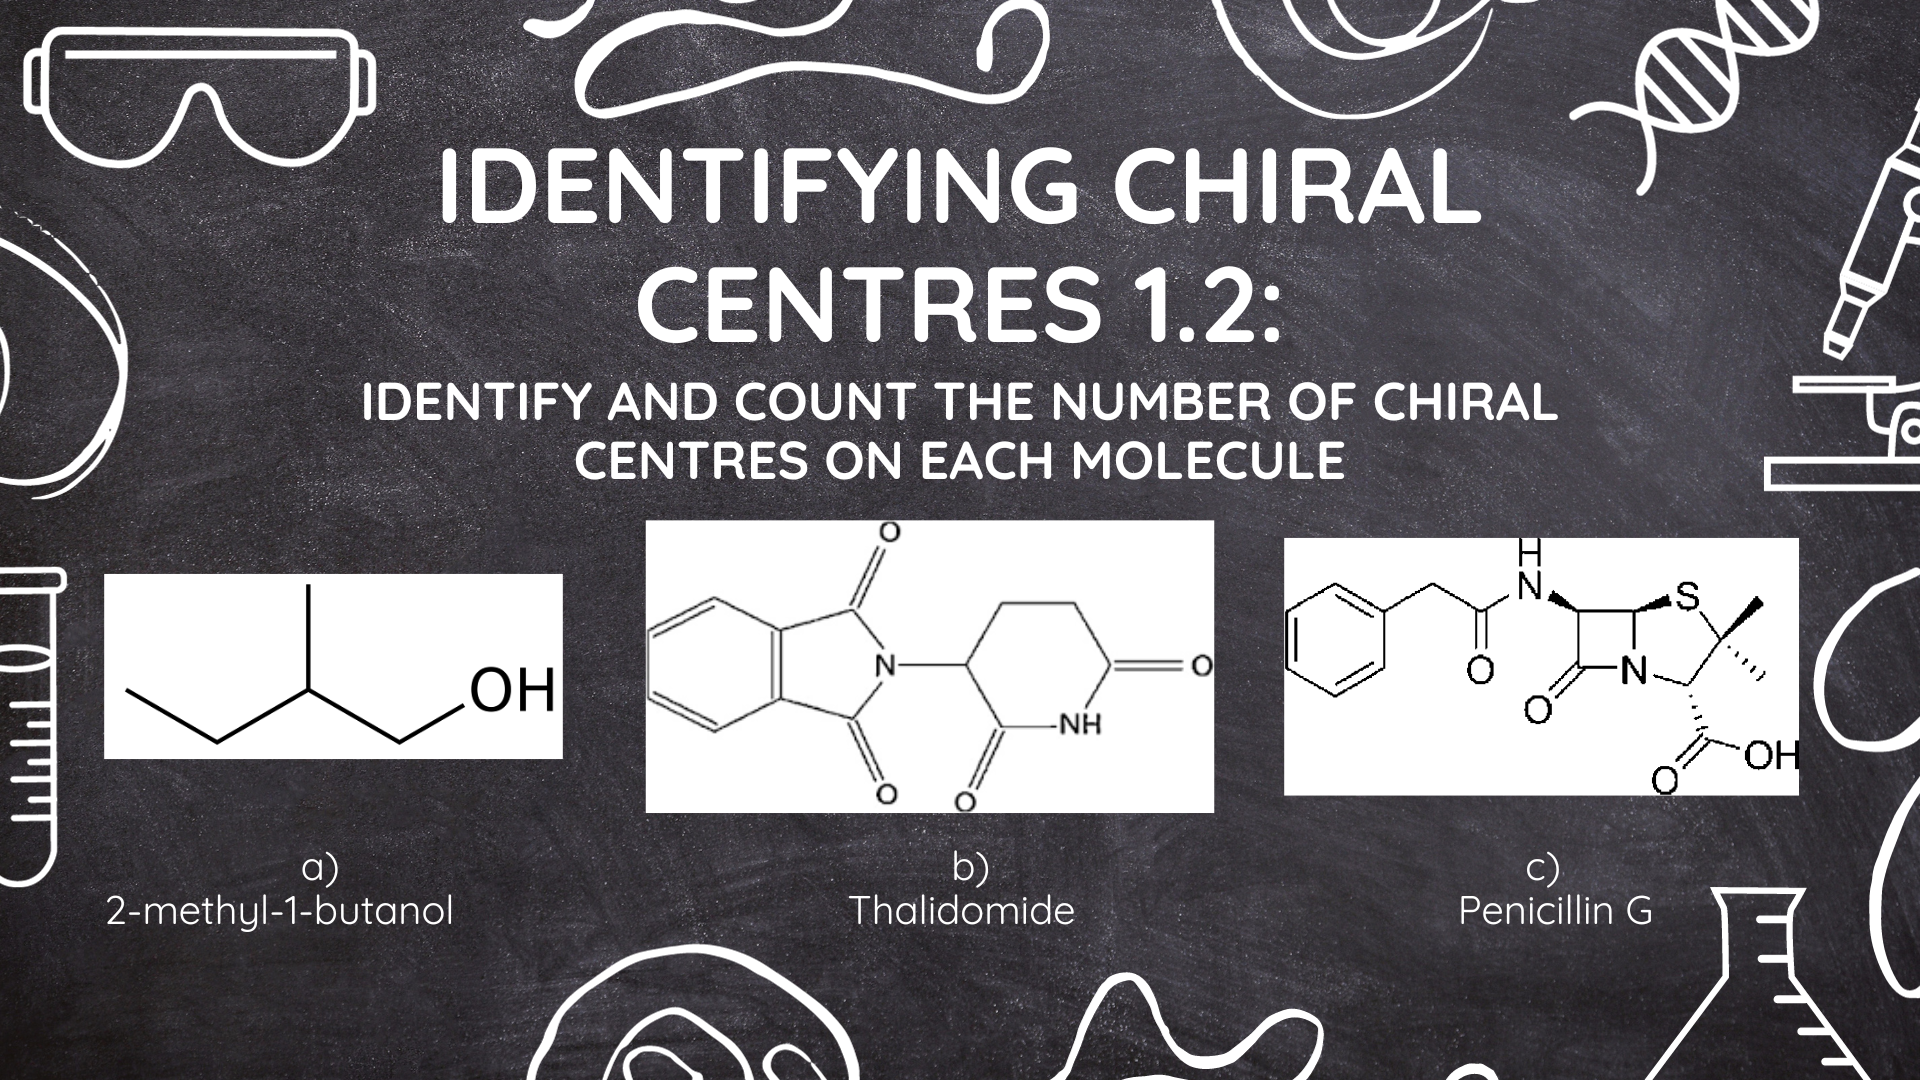 IDENTIFYING CHIRAL
CENTRES 1.2:
IDENTIFY AND COUNT THE NUMBER OF CHIRAL
CENTRES ON EACH MOLECULE
OH
O
N
O
NH
O
O
H
N
S
O
N
O
OH
O
a)
2-methyl-1-butanol
b)
Thalidomide
c)
Penicillin G